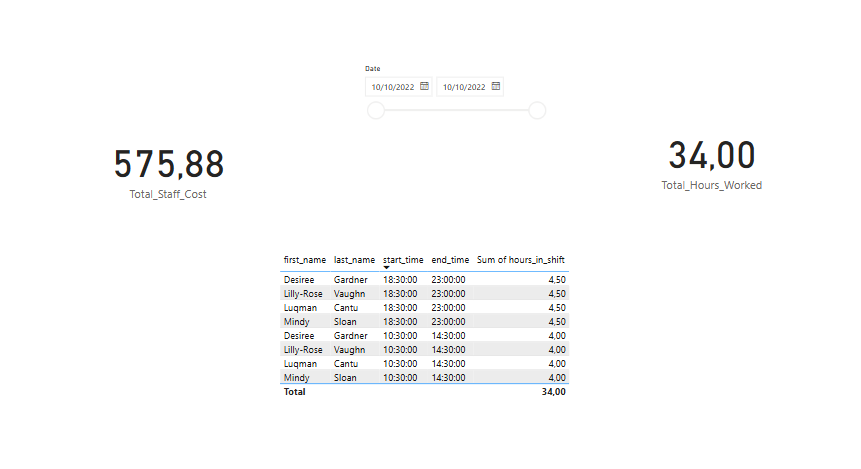 Date
10/10/2022 10/10/2022
575,88
Total_Staff_Cost
34,00
Total_Hours_Worked
first_name last_name start_time end_time Sum of hours_in_shift
Desiree Gardner 18:30:00 23:00:00 4,50
Lilly-Rose Vaughn 18:30:00 23:00:00 4,50
Luqman Cantu 18:30:00 23:00:00 4,50
Mindy Sloan 18:30:00 23:00:00 4,50
Desiree Gardner 10:30:00 14:30:00 4,00
Lilly-Rose Vaughn 10:30:00 14:30:00 4,00
Luqman Cantu 10:30:00 14:30:00 4,00
Mindy Sloan 10:30:00 14:30:00 4,00
Total 34,00